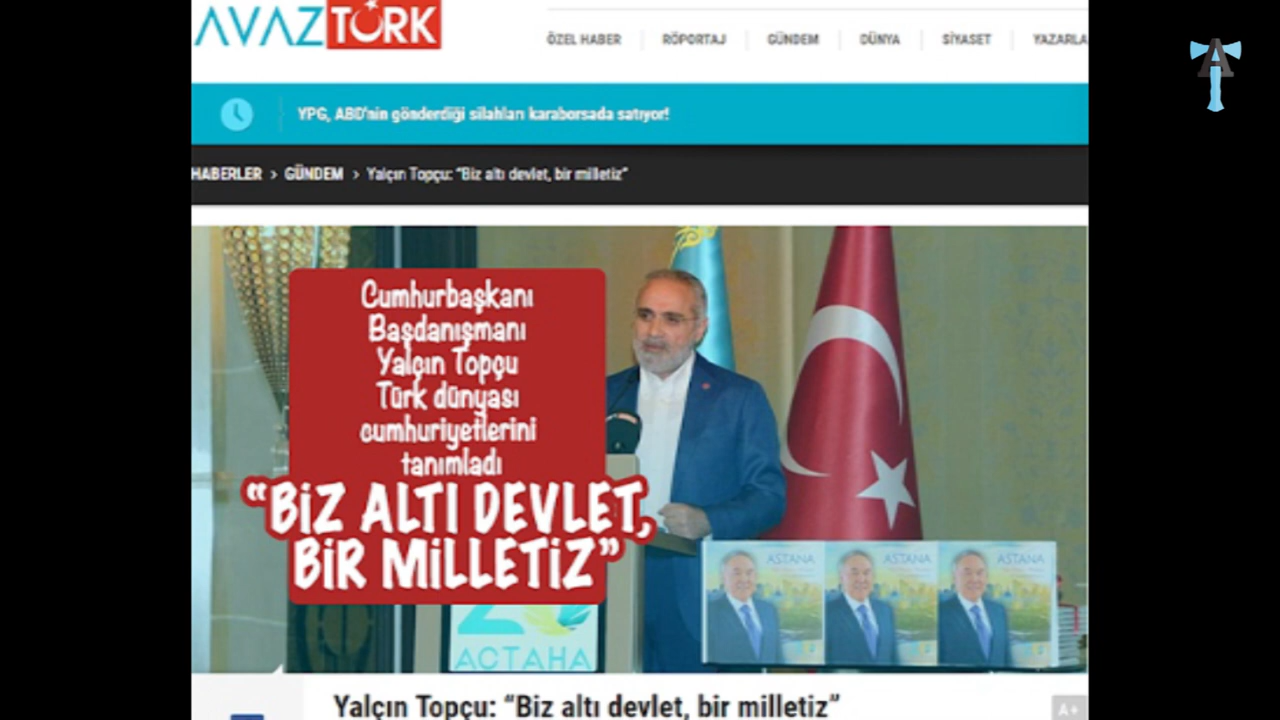 AVAZTÜRK
ÖZEL HABER RÖPORTAJ GÜNDEM DÜNYA SİYASET YAZARLA
YPG, ABD'nin gönderdiği silahları karaborsada satıyor!
HABERLER > GÜNDEM > Yalçın Topçu: “Biz altı devlet, bir milletiz”
Cumhurbaşkanı
Başdanışmanı
Yalçın Topçu
Türk dünyası
cumhuriyetlerini
tanımladı
“BİZ ALTI DEVLET,
BİR MİLLETİZ”
ASTANA ASTANA ASTANA
20
АСТАНА
Yalçın Topçu: “Biz altı devlet, bir milletiz”
A+